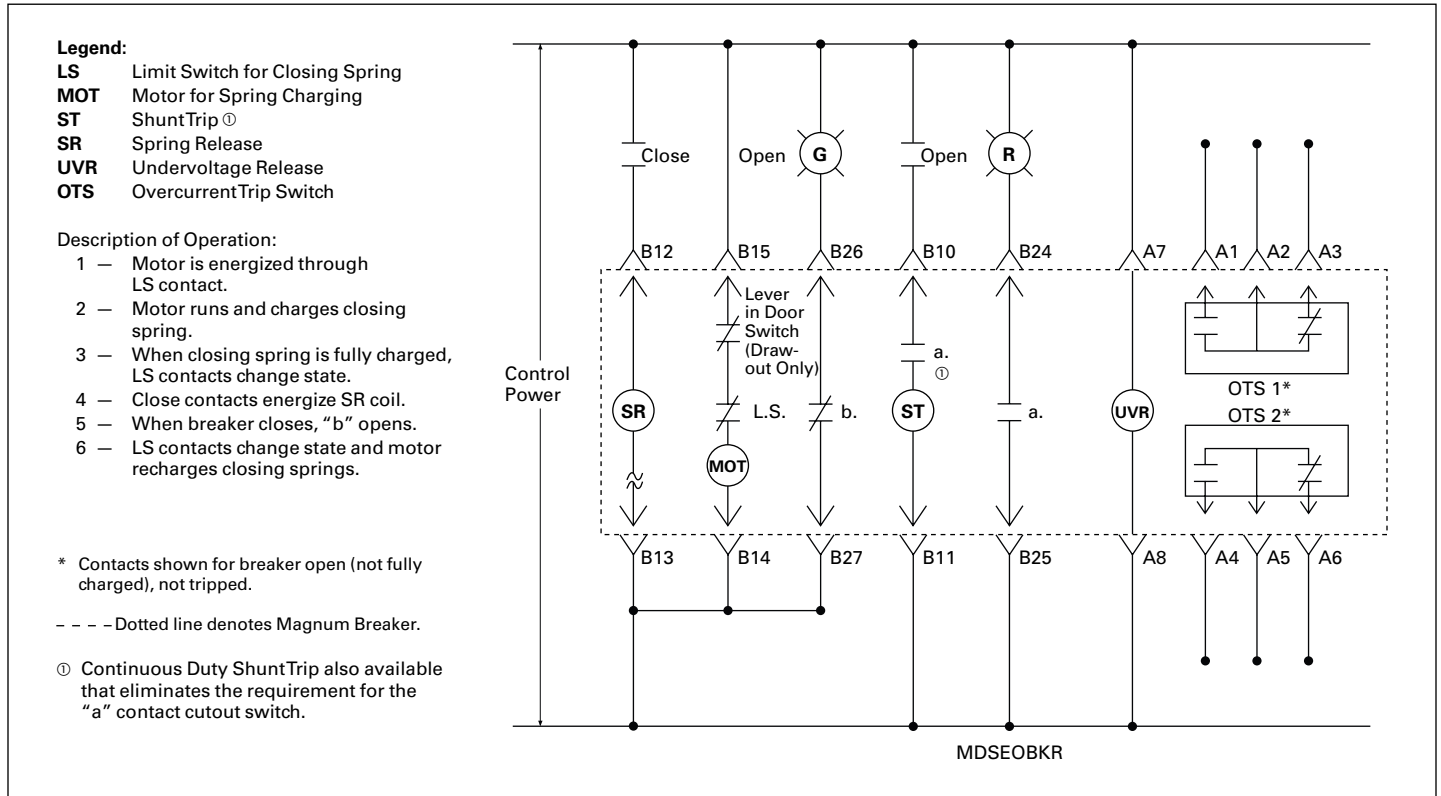 Legend:
LS Limit Switch for Closing Spring
MOT Motor for Spring Charging
ST Shunt Trip ①
SR Spring Release
UVR Undervoltage Release
OTS Overcurrent Trip Switch
Description of Operation:
1 — Motor is energized through
LS contact.
2 — Motor runs and charges closing
spring.
3 — When closing spring is fully charged,
LS contacts change state.
4 — Close contacts energize SR coil.
5 — When breaker closes, "b" opens.
6 — LS contacts change state and motor
recharges closing springs.
* Contacts shown for breaker open (not fully
charged), not tripped.
– – – – Dotted line denotes Magnum Breaker.
① Continuous Duty Shunt Trip also available
that eliminates the requirement for the
"a" contact cutout switch.
Control
Power
Close
Open
G
Open
R
B12
B15
B26
B10
B24
A7
A1
A2
A3
Lever
in Door
Switch
(Draw-
out Only)
a.
①
SR
L.S.
b.
ST
a.
UVR
OTS 1*
OTS 2*
MOT
B13
B14
B27
B11
B25
A8
A4
A5
A6
MDSEOBKR